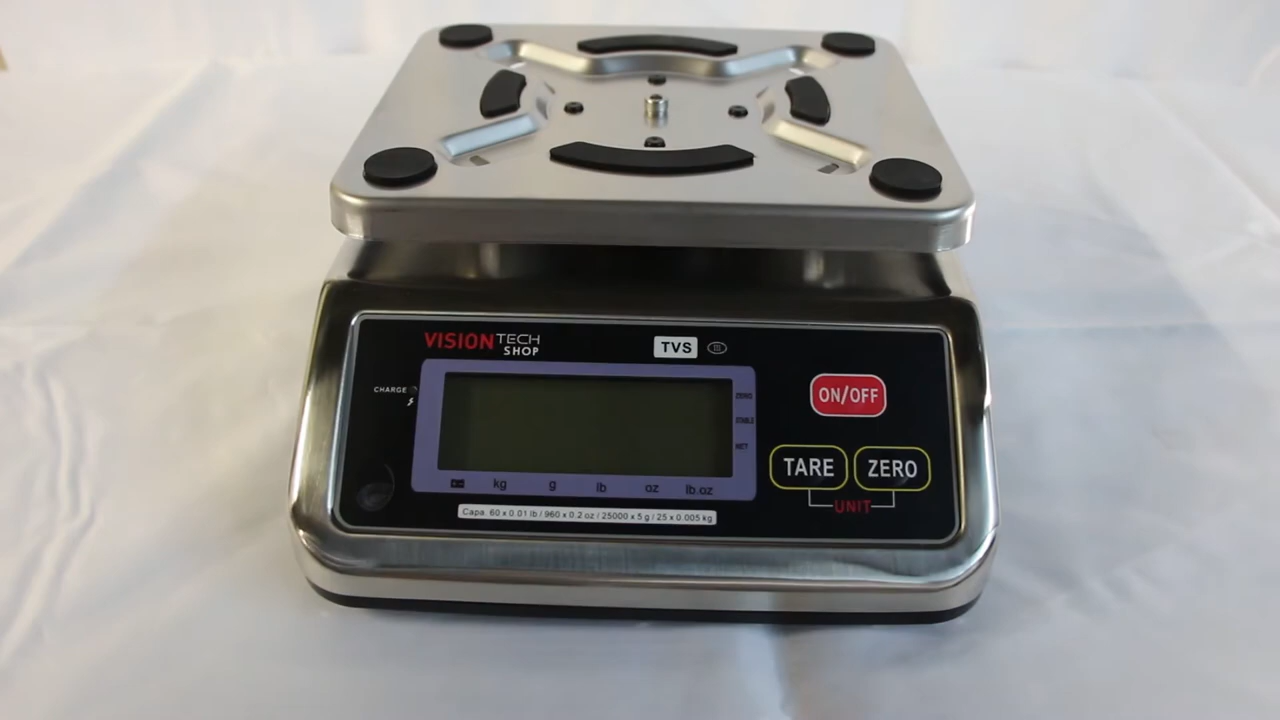 VISION TECH
SHOP
TVS
III
CHARGE
ZERO
STABLE
NET
ON/OFF
TARE
ZERO
UNIT
kg
g
lb
oz
lb.oz
Capa. 60 x 0.01 lb / 960 x 0.2 oz / 25000 x 5 g / 25 x 0.005 kg